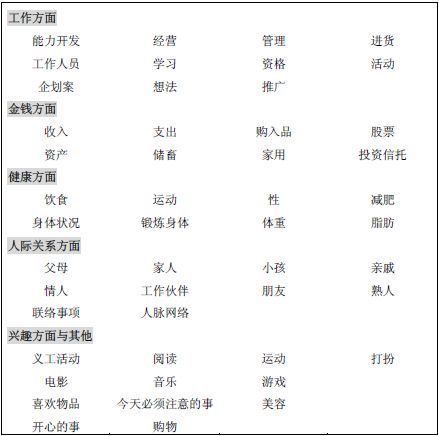 工作方面
能力开发 经营 管理 进货
工作人员 学习 资格 活动
企划案 想法 推广
金钱方面
收入 支出 购入品 股票
资产 储畜 家用 投资信托
健康方面
饮食 运动 性 减肥
身体状况 锻炼身体 体重 脂肪
人际关系方面
父母 家人 小孩 亲戚
情人 工作伙伴 朋友 熟人
联络事项 人脉网络
兴趣方面与其他
义工活动 阅读 运动 打扮
电影 音乐 游戏
喜欢物品 今天必须注意的事 美容
开心的事 购物